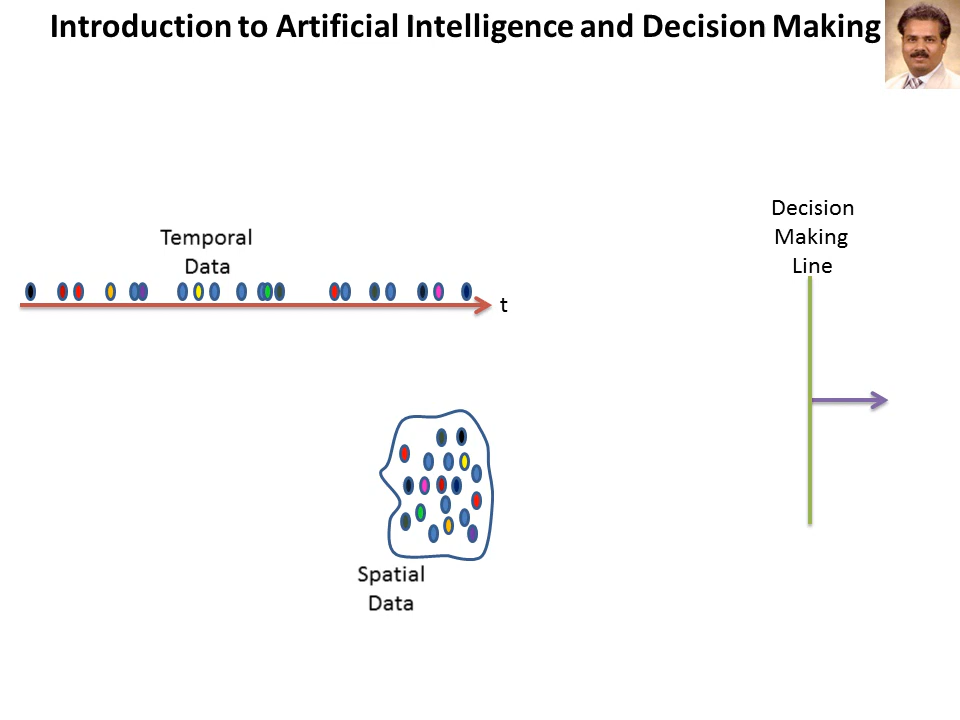 Introduction to Artificial Intelligence and Decision Making
Decision
Making
Line
Temporal
Data
t
Spatial
Data